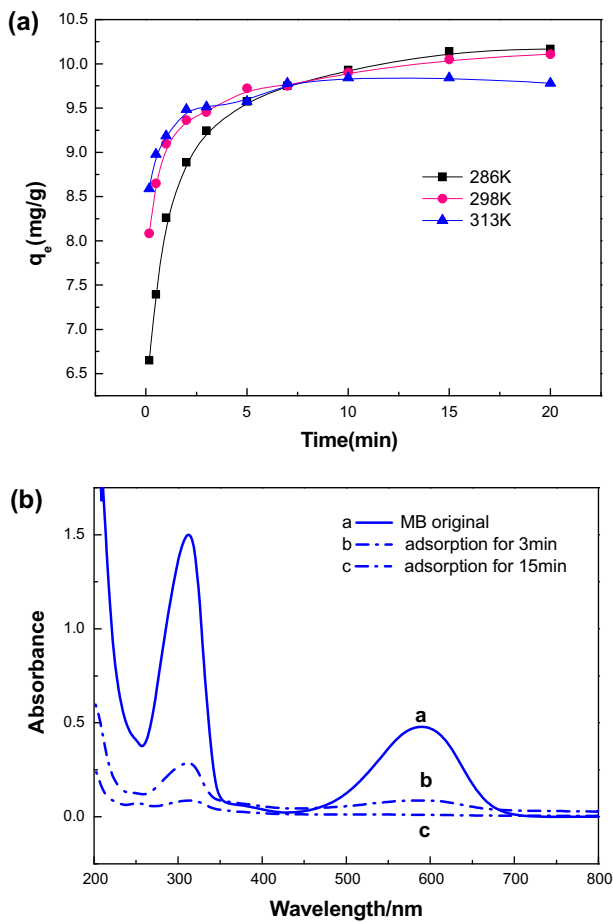 (a)
10.5
10.0
9.5
9.0
8.5
8.0
7.5
7.0
6.5
qe(mg/g)
286K
298K
313K
0 5 10 15 20
Time(min)
(b)
1.5
1.0
0.5
0.0
Absorbance
a MB original
b adsorption for 3min
c adsorption for 15min
a
b
c
200 300 400 500 600 700 800
Wavelength/nm